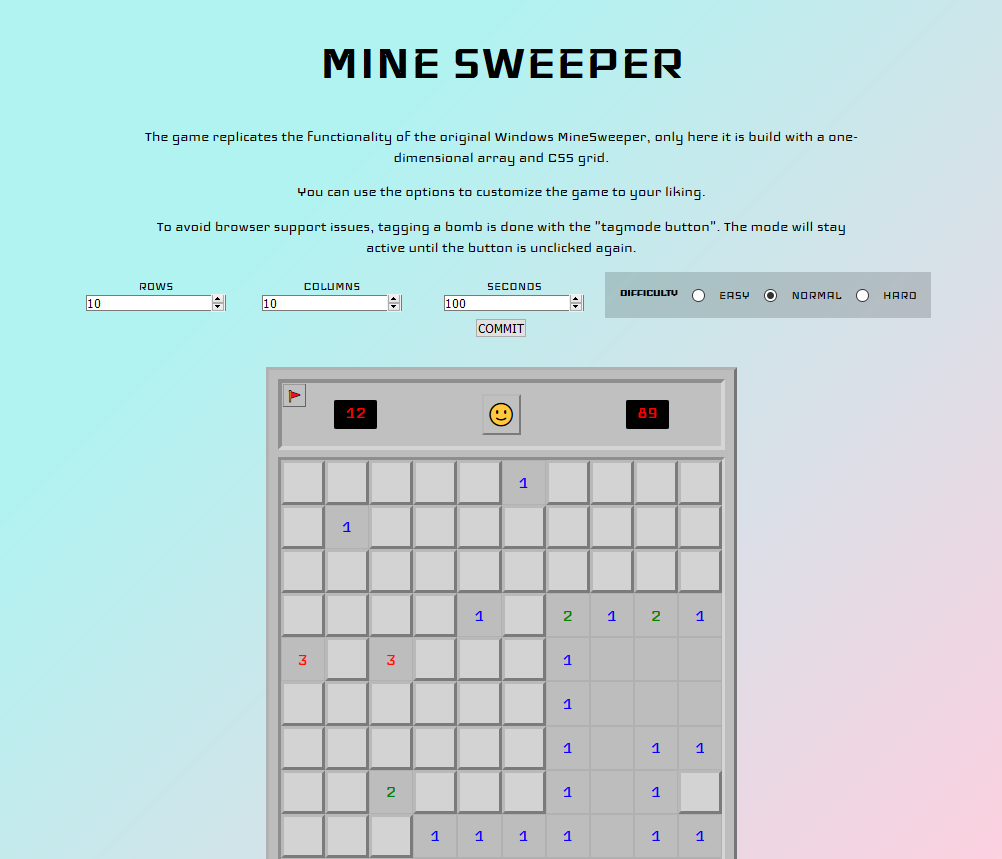 MINE SWEEPER
The game replicates the functionality of the original Windows MineSweeper, only here it is build with a one-
dimensional array and CSS grid.
You can use the options to customize the game to your liking.
To avoid browser support issues, tagging a bomb is done with the "tagmode button". The mode will stay
active until the button is unclicked again.
ROWS COLUMNS SECONDS
10 10 100
DIFFICULTY EASY NORMAL HARD
COMMIT
12 89
1
1
1 2 1 2 1
3 3 1
1
1 1 1
2 1 1
1 1 1 1 1 1